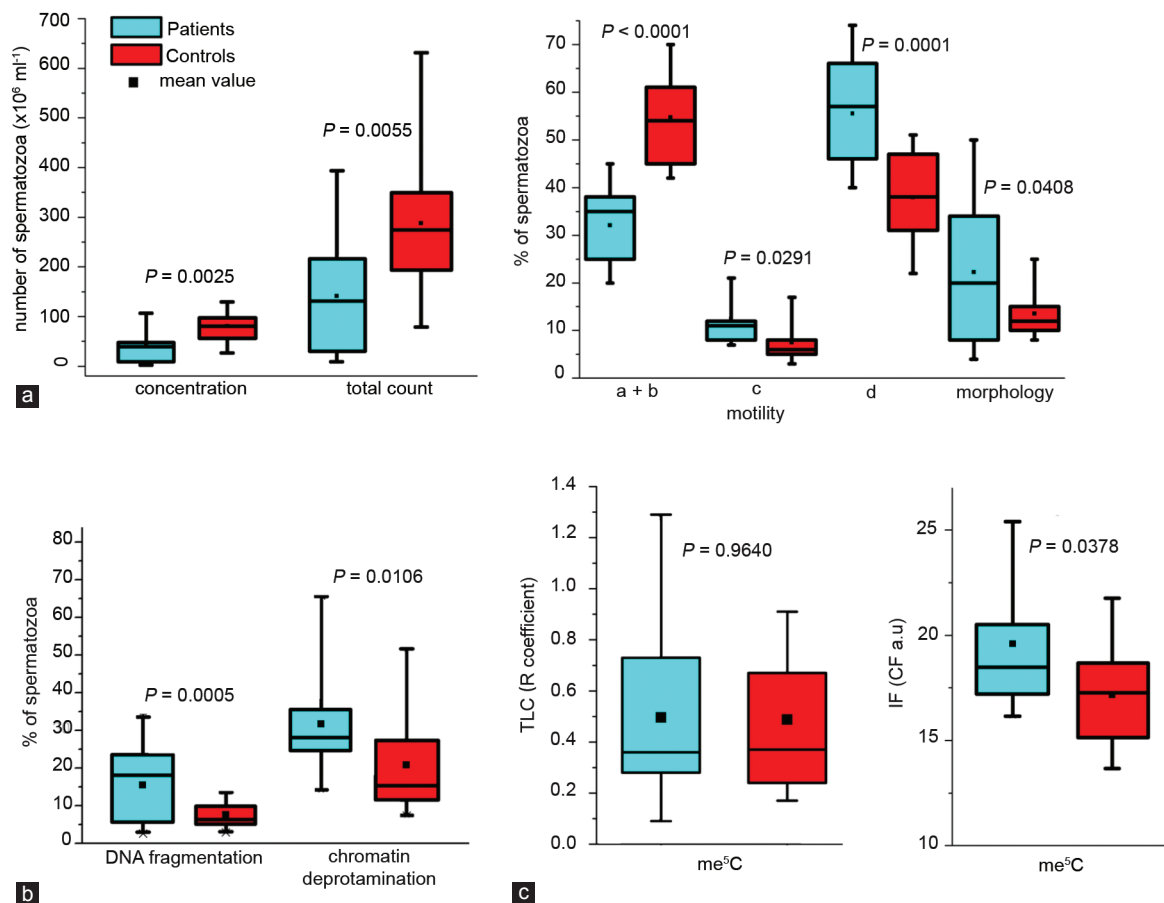 Patients
Controls
mean value
number of spermatozoa (x10⁶ ml⁻¹)
700
600
500
400
300
200
100
0
P = 0.0025
P = 0.0055
concentration
total count
a
% of spermatozoa
70
60
50
40
30
20
10
0
P < 0.0001
P = 0.0291
P = 0.0001
P = 0.0408
a + b
c
d
morphology
motility
% of spermatozoa
80
70
60
50
40
30
20
10
0
P = 0.0005
P = 0.0106
DNA fragmentation
chromatin
deprotamination
b
TLC (R coefficient)
1.4
1.2
1.0
0.8
0.6
0.4
0.2
0.0
P = 0.9640
me⁵C
IF (CF a.u)
25
20
15
10
P = 0.0378
me⁵C
c